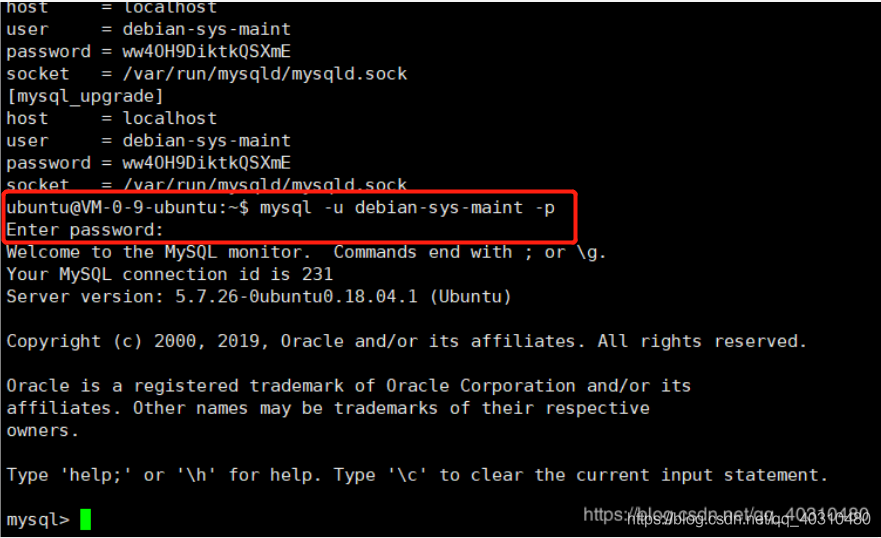 host     = localhost
user     = debian-sys-maint
password = ww4OH9DiktkQSXmE
socket   = /var/run/mysqld/mysqld.sock
[mysql_upgrade]
host     = localhost
user     = debian-sys-maint
password = ww4OH9DiktkQSXmE
socket   = /var/run/mysqld/mysqld.sock
ubuntu@VM-0-9-ubuntu:~$ mysql -u debian-sys-maint -p
Enter password:
Welcome to the MySQL monitor.  Commands end with ; or \g.
Your MySQL connection id is 231
Server version: 5.7.26-0ubuntu0.18.04.1 (Ubuntu)
Copyright (c) 2000, 2019, Oracle and/or its affiliates. All rights reserved.
Oracle is a registered trademark of Oracle Corporation and/or its
affiliates. Other names may be trademarks of their respective
owners.
Type 'help;' or '\h' for help. Type '\c' to clear the current input statement.
mysql>
https://blog.csdn.net/qq_40310480
https://blog.csdn.net/qq_40310480